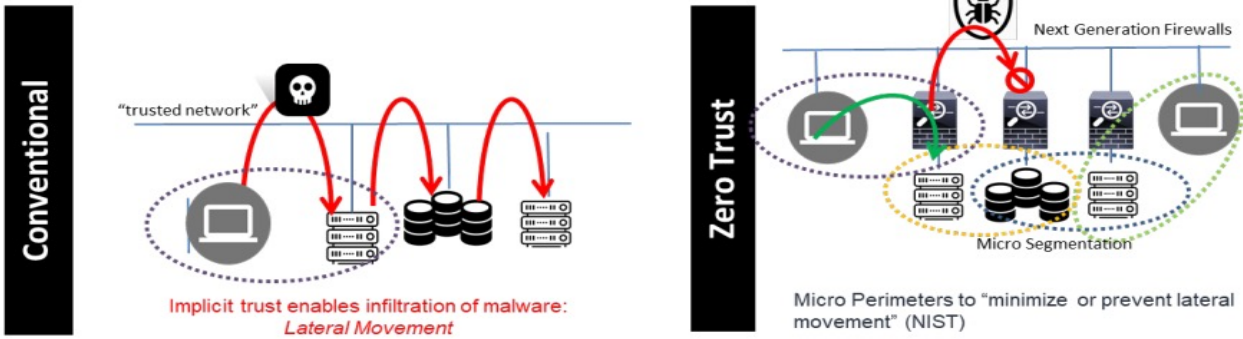 Conventional
"trusted network"
Implicit trust enables infiltration of malware:
Lateral Movement
Zero Trust
Next Generation Firewalls
Micro Segmentation
Micro Perimeters to "minimize or prevent lateral
movement" (NIST)